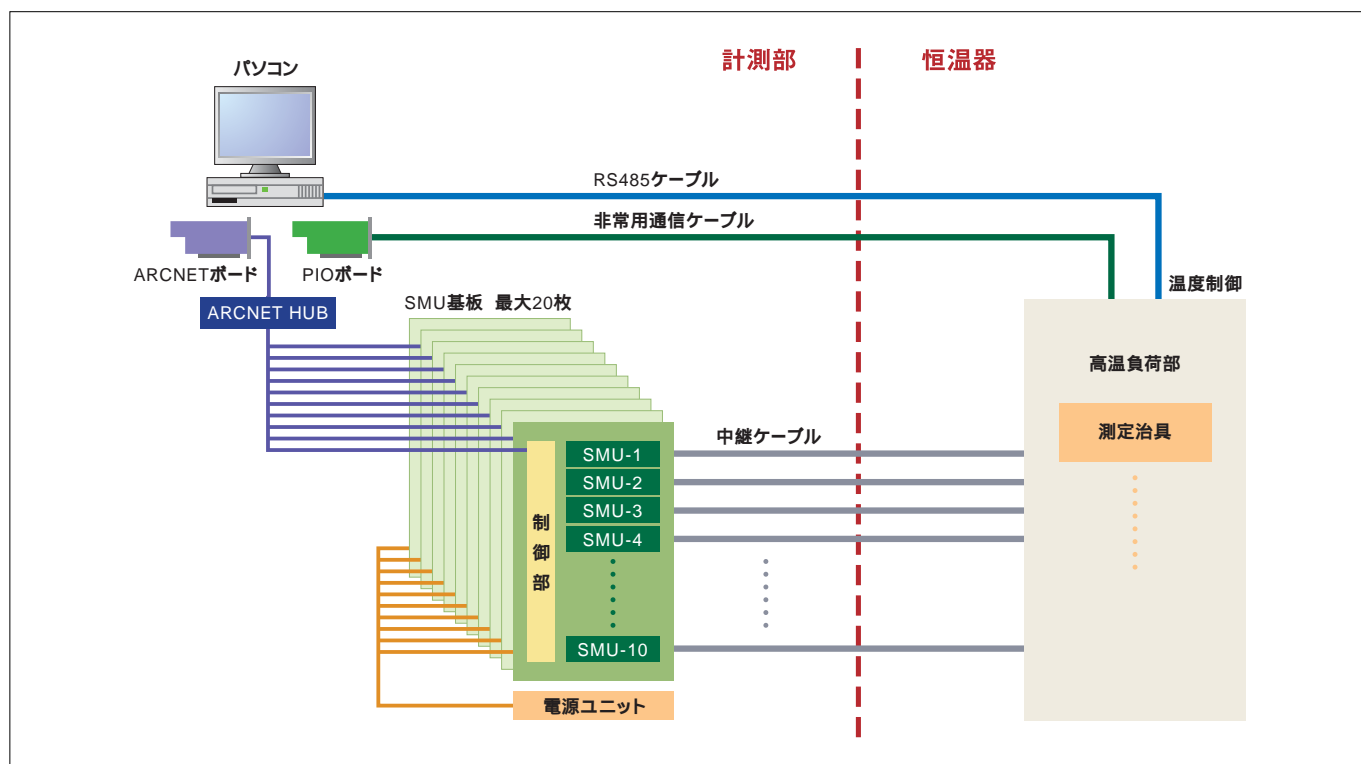 計測部
恒温器
パソコン
RS485ケーブル
非常用通信ケーブル
ARCNETボード
PIOボード
温度制御
ARCNET HUB
SMU基板 最大20枚
高温負荷部
測定治具
中継ケーブル
制御部
SMU-1
SMU-2
SMU-3
SMU-4
SMU-10
電源ユニット